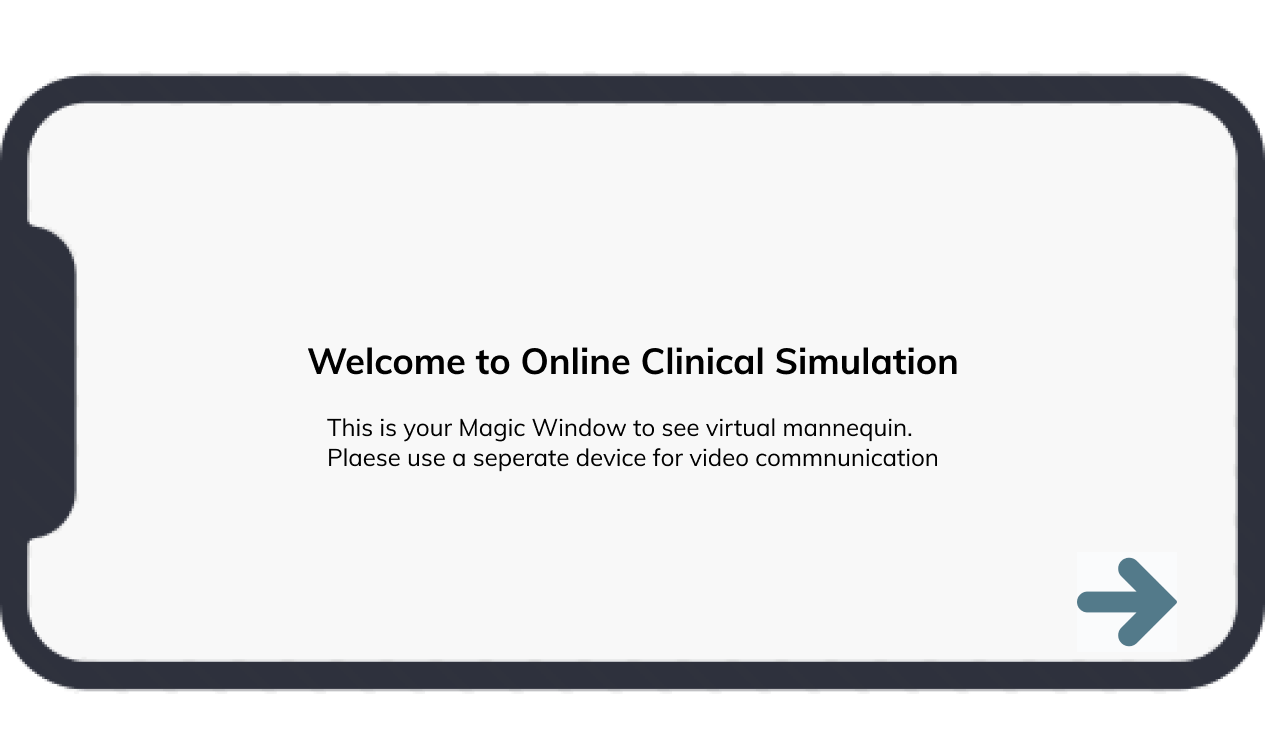 Welcome to Online Clinical Simulation
This is your Magic Window to see virtual mannequin.
Plaese use a seperate device for video commnunication